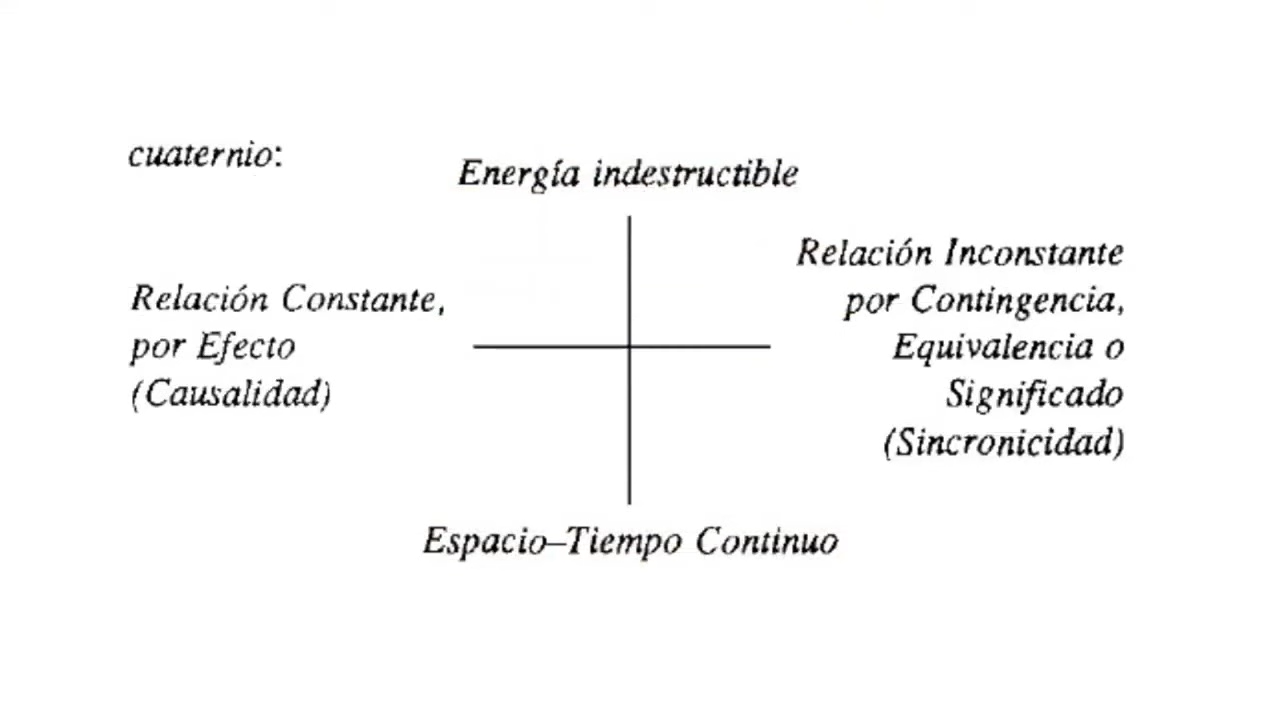 cuaternio:
Energía indestructible
Relación Constante,
por Efecto
(Causalidad)
Relación Inconstante
por Contingencia,
Equivalencia o
Significado
(Sincronicidad)
Espacio–Tiempo Continuo